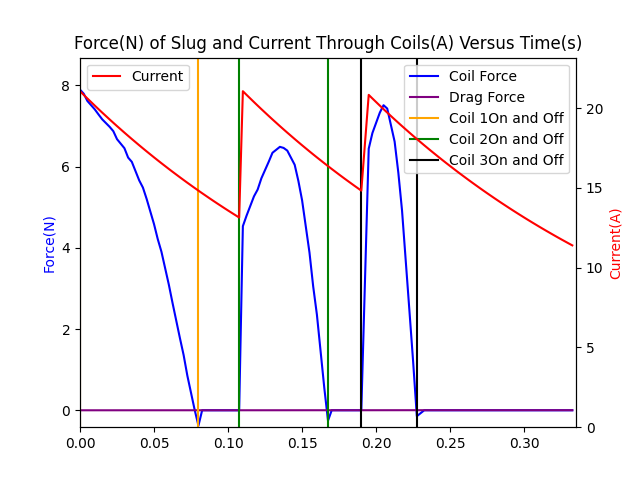 Force(N) of Slug and Current Through Coils(A) Versus Time(s)
Current
Coil Force
Drag Force
Coil 1On and Off
Coil 2On and Off
Coil 3On and Off
Force(N)
8
6
4
2
0
Current(A)
20
15
10
5
0
0.00 0.05 0.10 0.15 0.20 0.25 0.30